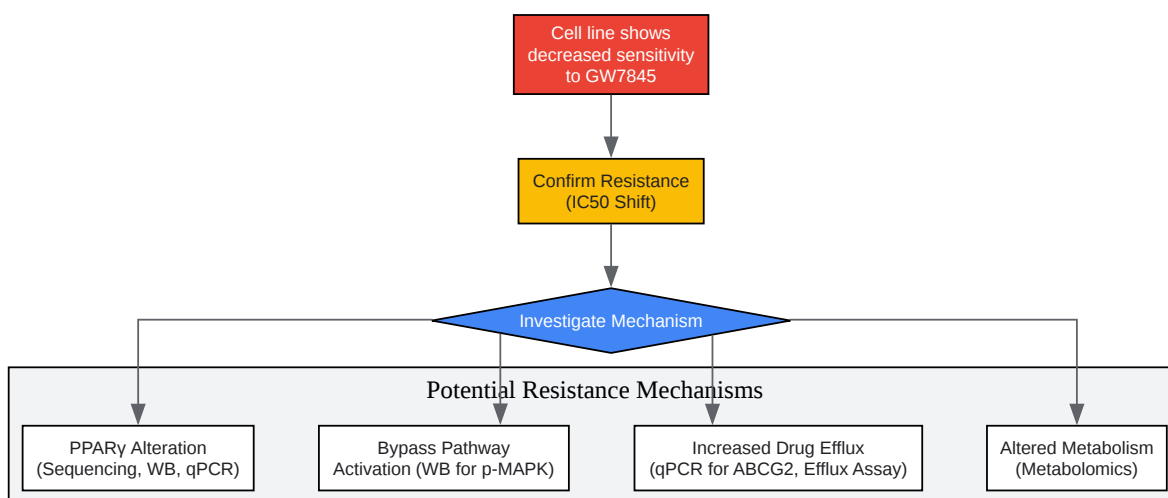 Cell line shows
decreased sensitivity
to GW7845
Confirm Resistance
(IC50 Shift)
Investigate Mechanism
Potential Resistance Mechanisms
PPARγ Alteration
(Sequencing, WB, qPCR)
Bypass Pathway
Activation (WB for p-MAPK)
Increased Drug Efflux
(qPCR for ABCG2, Efflux Assay)
Altered Metabolism
(Metabolomics)